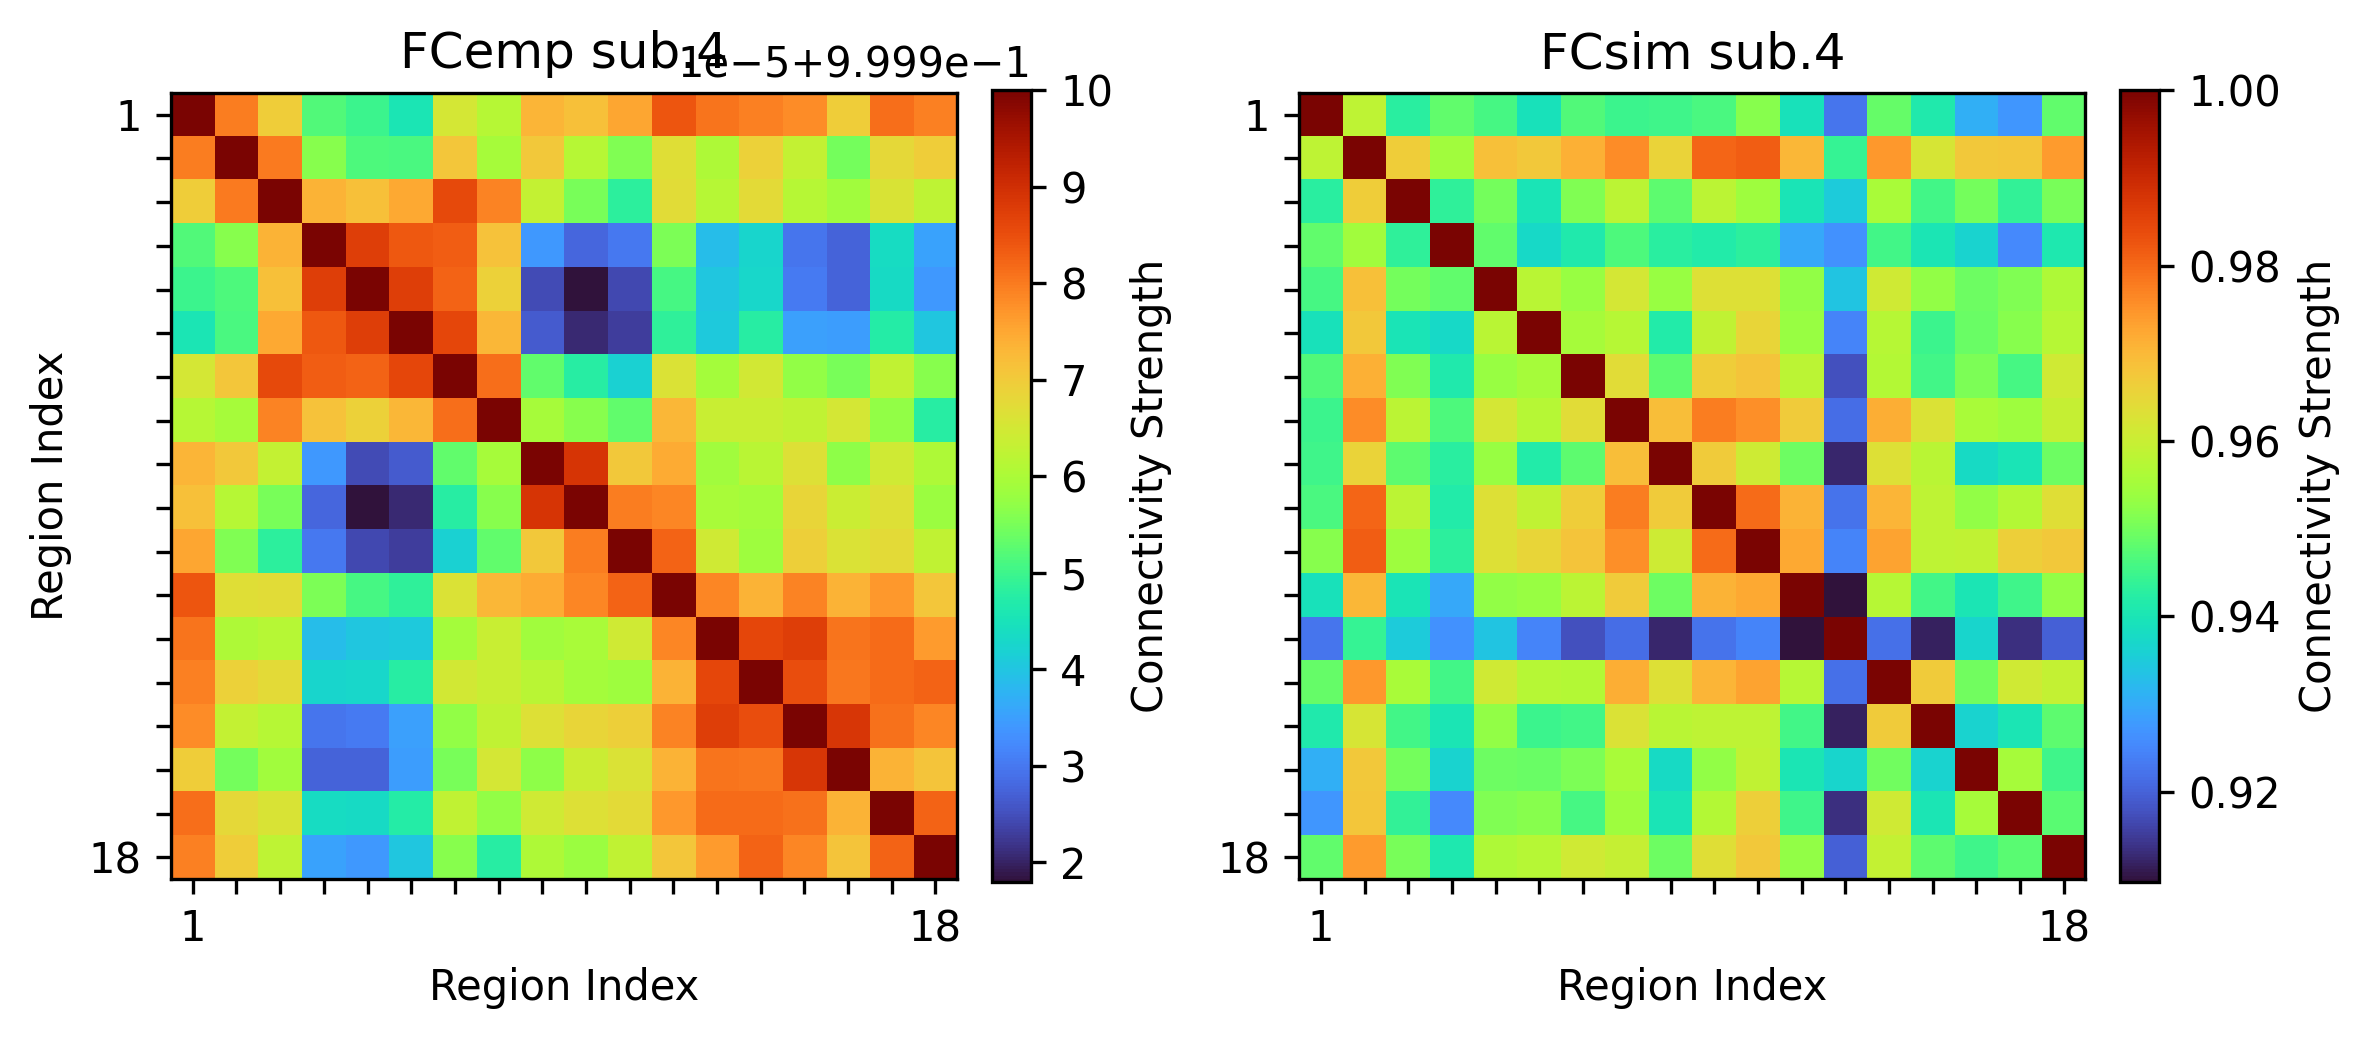 FCemp sub.4
1e−5+9.999e−1
1
18
1
18
Region Index
Region Index
10
9
8
7
6
5
4
3
2
Connectivity Strength
FCsim sub.4
1
18
1
18
Region Index
1.00
0.98
0.96
0.94
0.92
Connectivity Strength